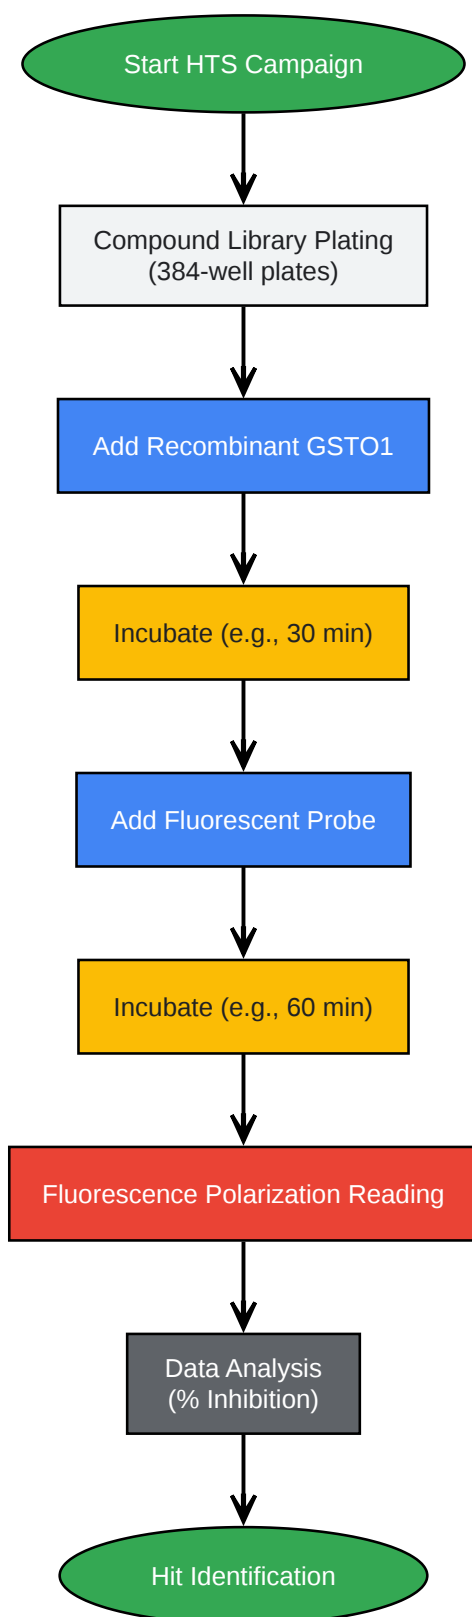 Start HTS Campaign
Compound Library Plating
(384-well plates)
Add Recombinant GSTO1
Incubate (e.g., 30 min)
Add Fluorescent Probe
Incubate (e.g., 60 min)
Fluorescence Polarization Reading
Data Analysis
(% Inhibition)
Hit Identification